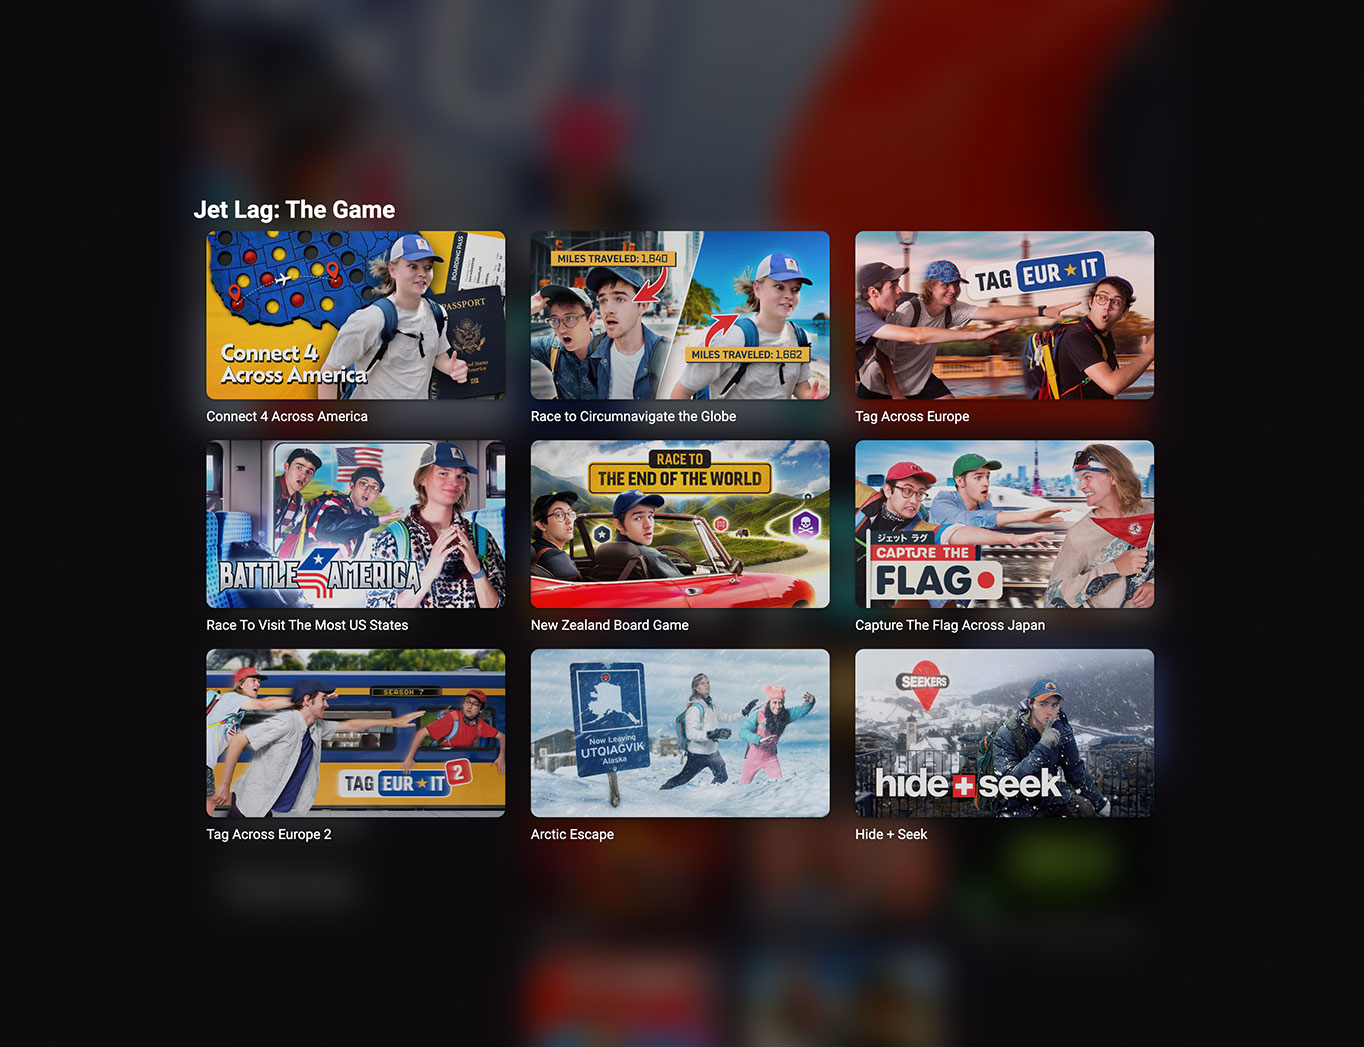 Jet Lag: The Game
BOARDING PASS
PASSPORT
Connect 4
Across America
Connect 4 Across America
MILES TRAVELED: 1,640
MILES TRAVELED: 1,662
Race to Circumnavigate the Globe
TAG EUR★IT
Tag Across Europe
BATTLE AMERICA
Race To Visit The Most US States
RACE TO
THE END OF THE WORLD
New Zealand Board Game
ジェット ラグ
CAPTURE THE
FLAG
Capture The Flag Across Japan
SEASON 7
TAG EUR★IT 2
Tag Across Europe 2
Now Leaving
UTQIAGVIK
Alaska
Arctic Escape
SEEKERS
hide+seek
Hide + Seek